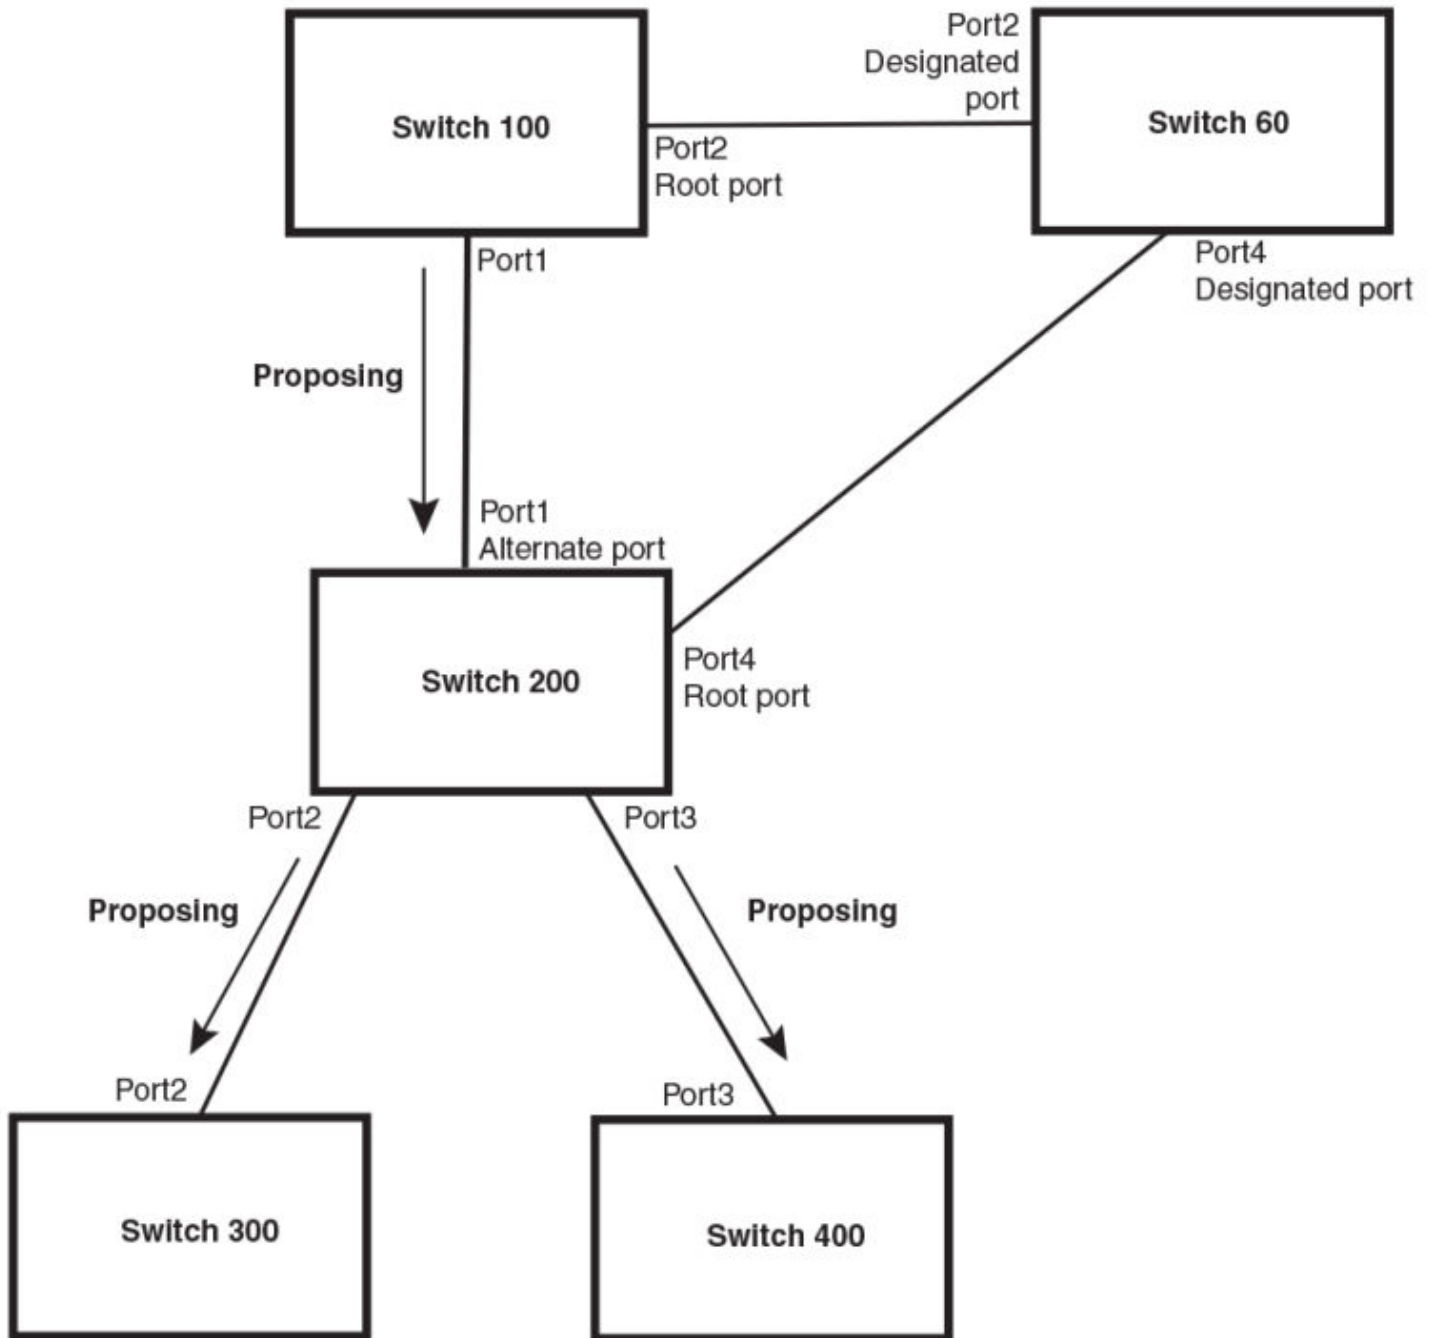 Port2
Designated
port
Switch 100
Switch 60
Port2
Root port
Port1
Port4
Designated port
Proposing
Port1
Alternate port
Switch 200
Port4
Root port
Port2
Port3
Proposing
Proposing
Port2
Port3
Switch 300
Switch 400